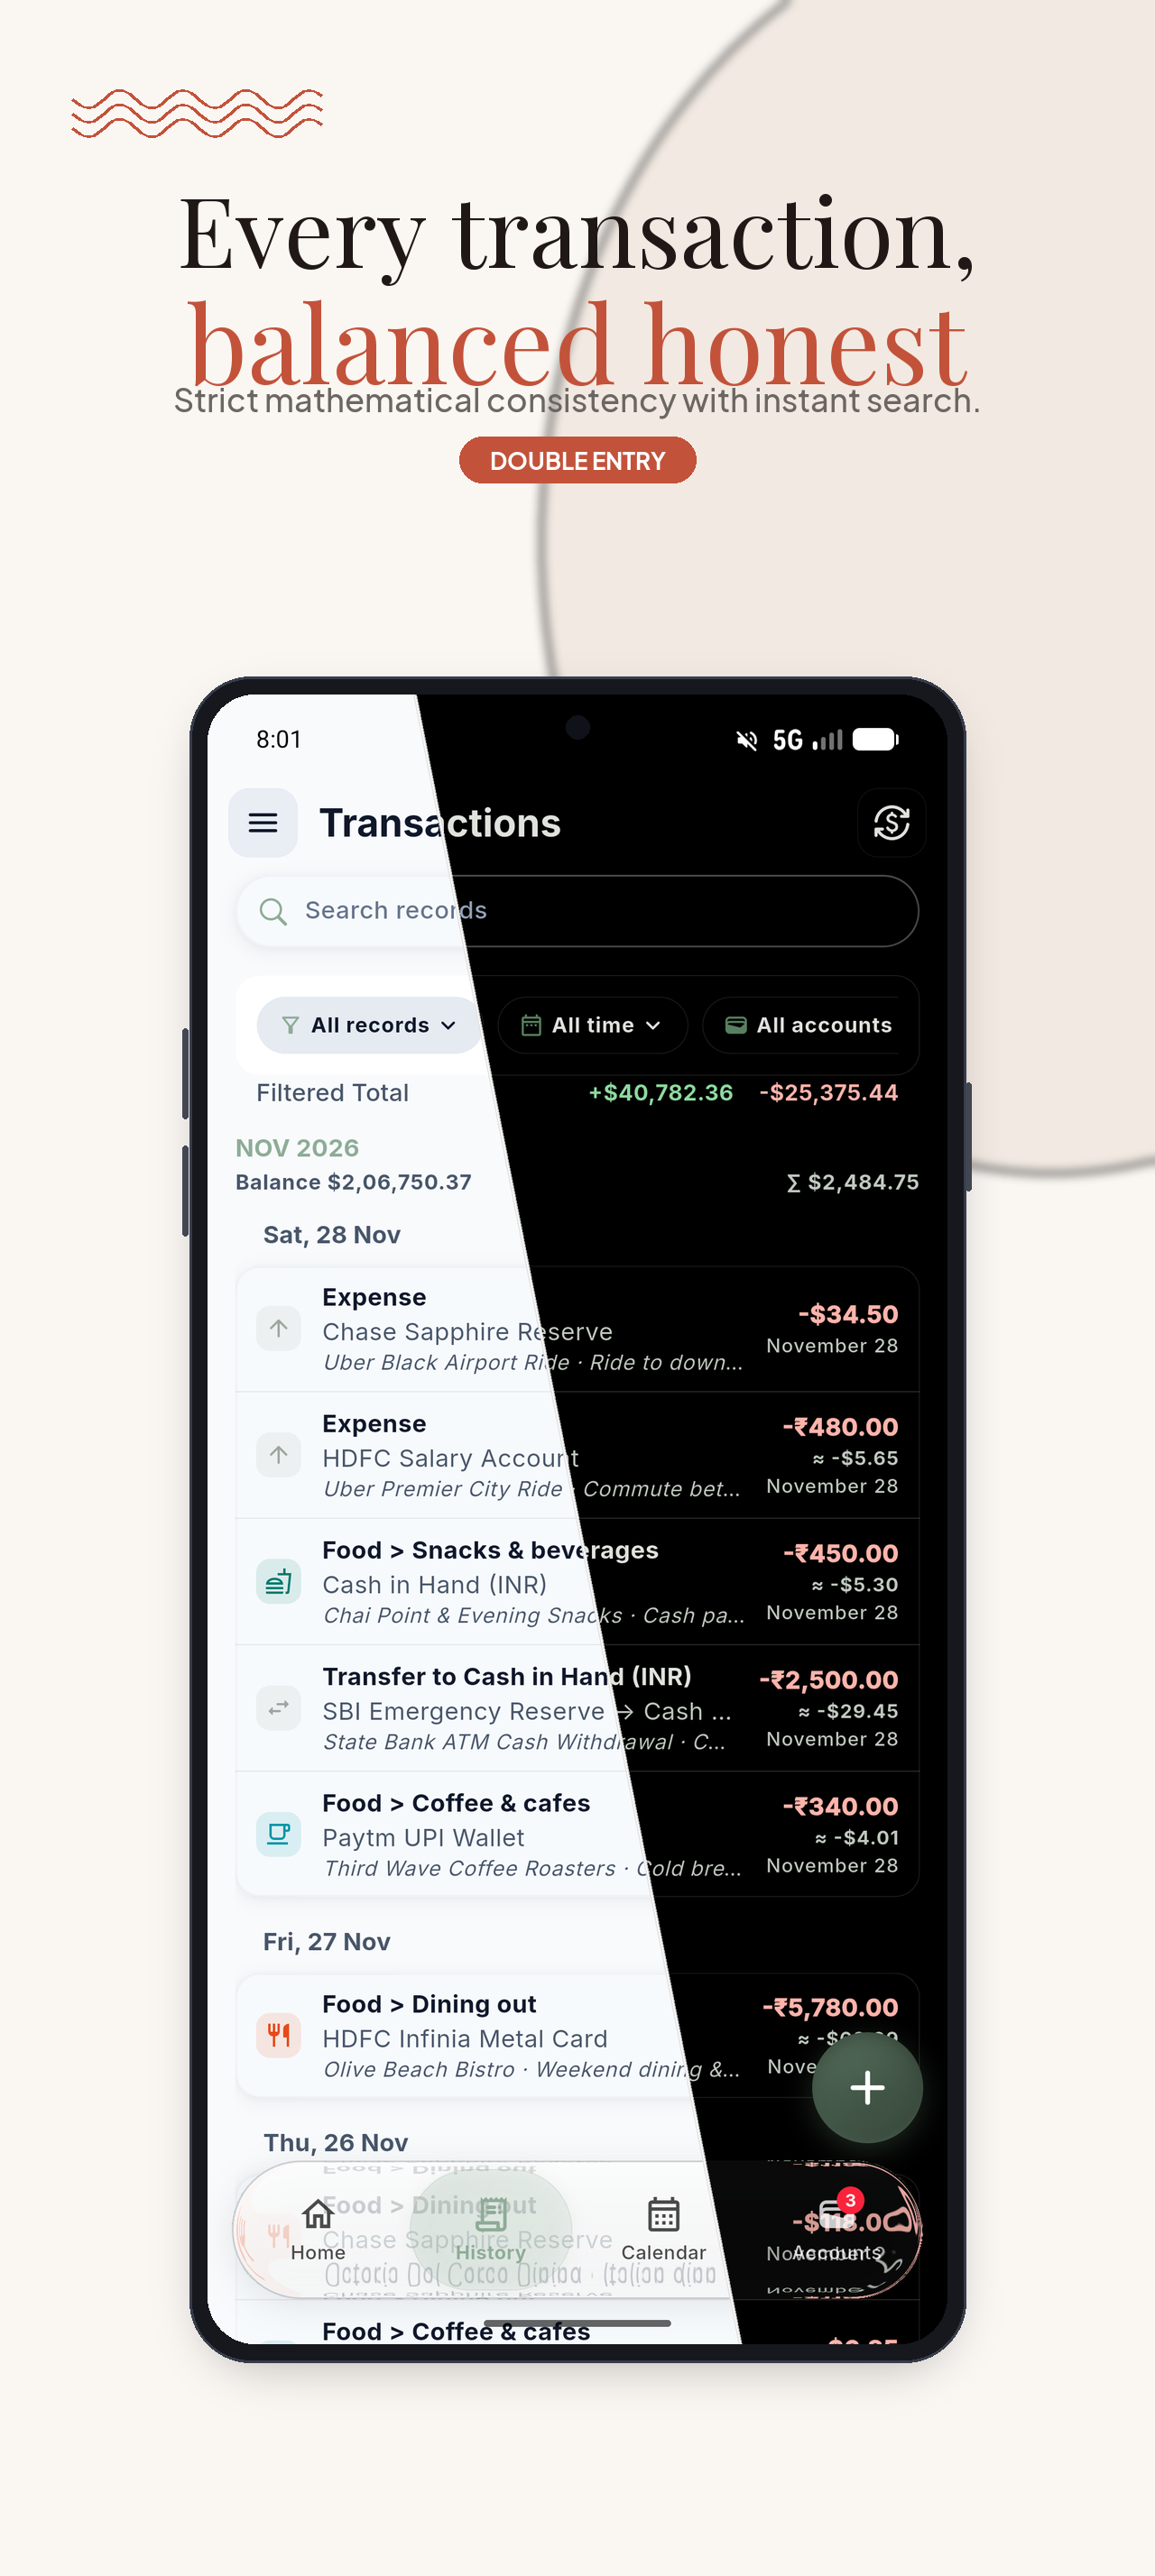 Every transaction,
balanced honest
Strict mathematical consistency with instant search.
DOUBLE ENTRY
8:01 5G
Transactions
Search records
All records All time All accounts
Filtered Total +$40,782.36 -$25,375.44
NOV 2026
Balance $2,06,750.37 ∑ $2,484.75
Sat, 28 Nov
Expense
-$34.50
Chase Sapphire Reserve
November 28
Uber Black Airport Ride · Ride to down...
Expense
-₹480.00
HDFC Salary Account
≈ -$5.65
Uber Premier City Ride · Commute bet...
November 28
Food > Snacks & beverages
-₹450.00
Cash in Hand (INR)
≈ -$5.30
Chai Point & Evening Snacks · Cash pa...
November 28
Transfer to Cash in Hand (INR)
-₹2,500.00
SBI Emergency Reserve → Cash ...
≈ -$29.45
State Bank ATM Cash Withdrawal · C...
November 28
Food > Coffee & cafes
-₹340.00
Paytm UPI Wallet
≈ -$4.01
Third Wave Coffee Roasters · Cold bre...
November 28
Fri, 27 Nov
Food > Dining out
-₹5,780.00
HDFC Infinia Metal Card
Olive Beach Bistro · Weekend dining &...
Thu, 26 Nov
Food > Dining out
3
Chase Sapphire Reserve
Home History Calendar Accounts
Food > Coffee & cafes